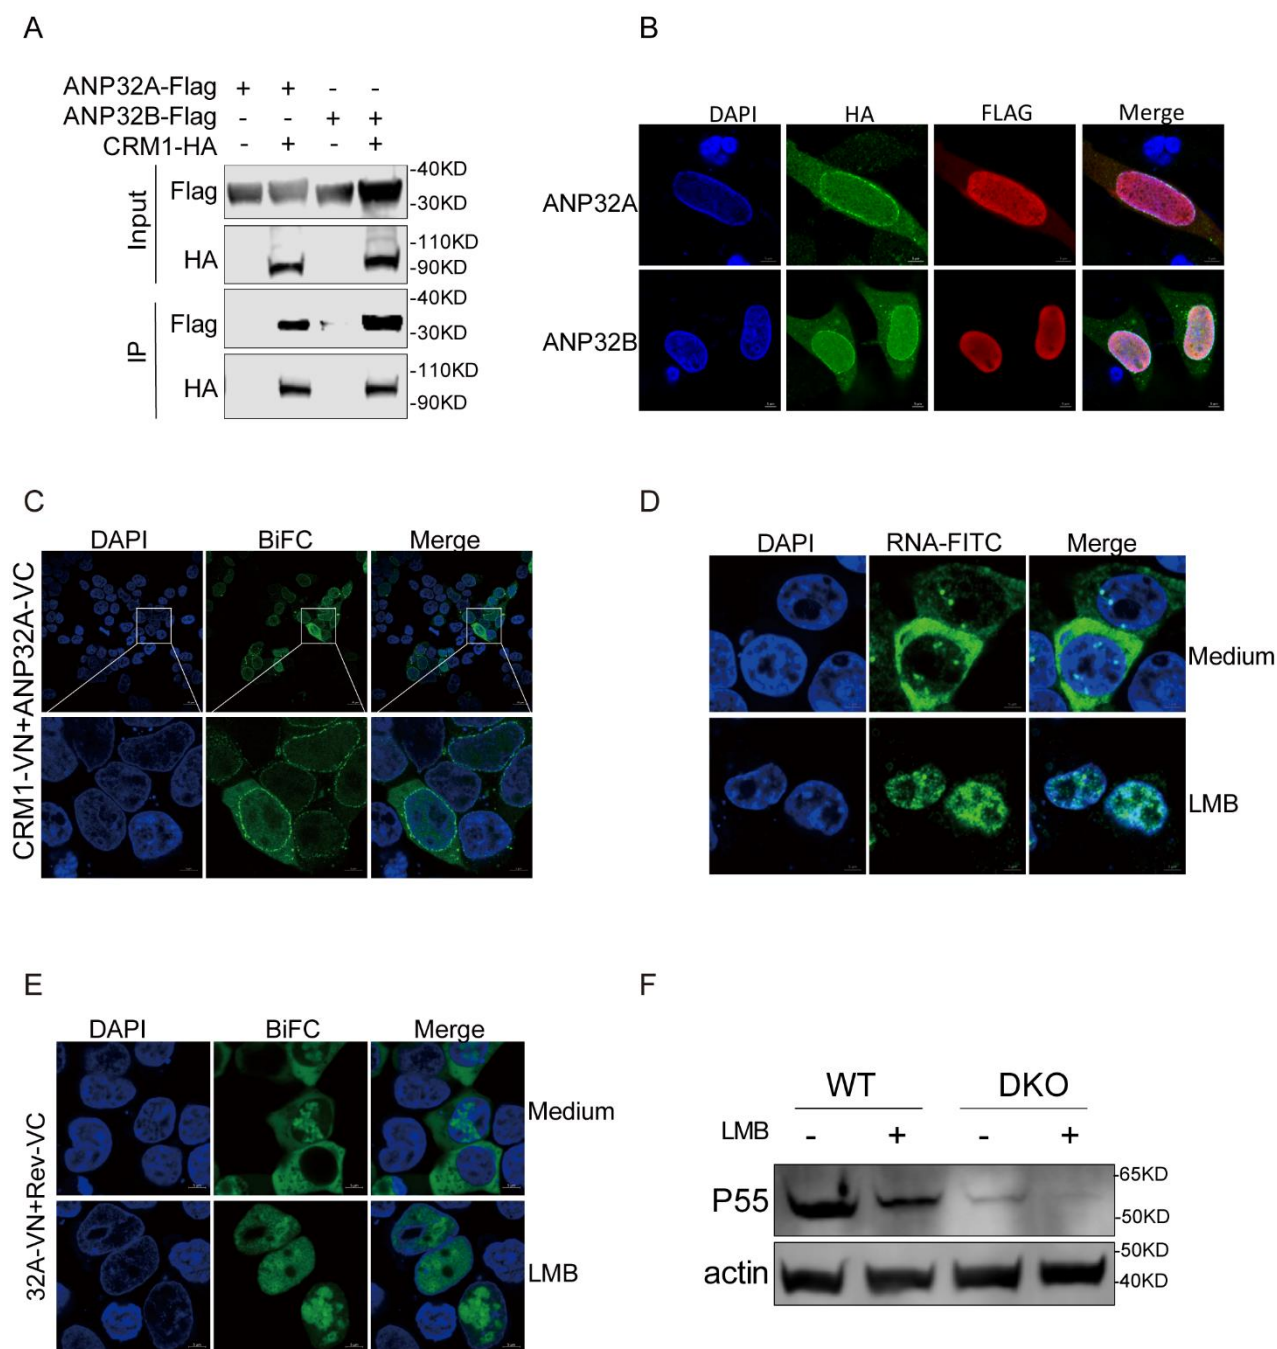 A
ANP32A-Flag + + - -
ANP32B-Flag - - + +
CRM1-HA - + - +
Input
Flag
-40KD
-30KD
HA
-110KD
-90KD
IP
Flag
-40KD
-30KD
HA
-110KD
-90KD
B
DAPI HA FLAG Merge
ANP32A
ANP32B
C
DAPI BiFC Merge
CRM1-VN+ANP32A-VC
D
DAPI RNA-FITC Merge
Medium
LMB
E
DAPI BiFC Merge
32A-VN+Rev-VC
Medium
LMB
F
WT DKO
LMB - + - +
P55
-65KD
-50KD
actin
-50KD
-40KD